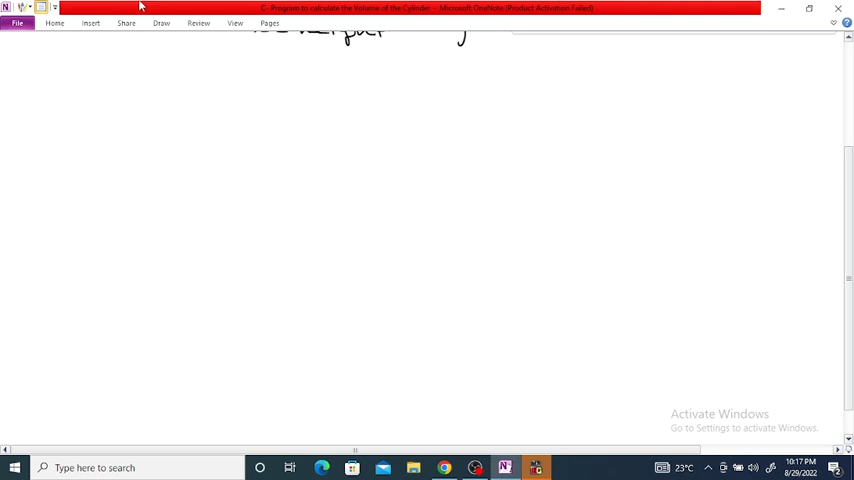 C- Program to calculate the Volume of the Cylinder - Microsoft OneNote (Product Activation Failed)
File Home Insert Share Draw Review View Pages
Activate Windows
Go to Settings to activate Windows.
Type here to search
23°C
10:17 PM
8/29/2022
2